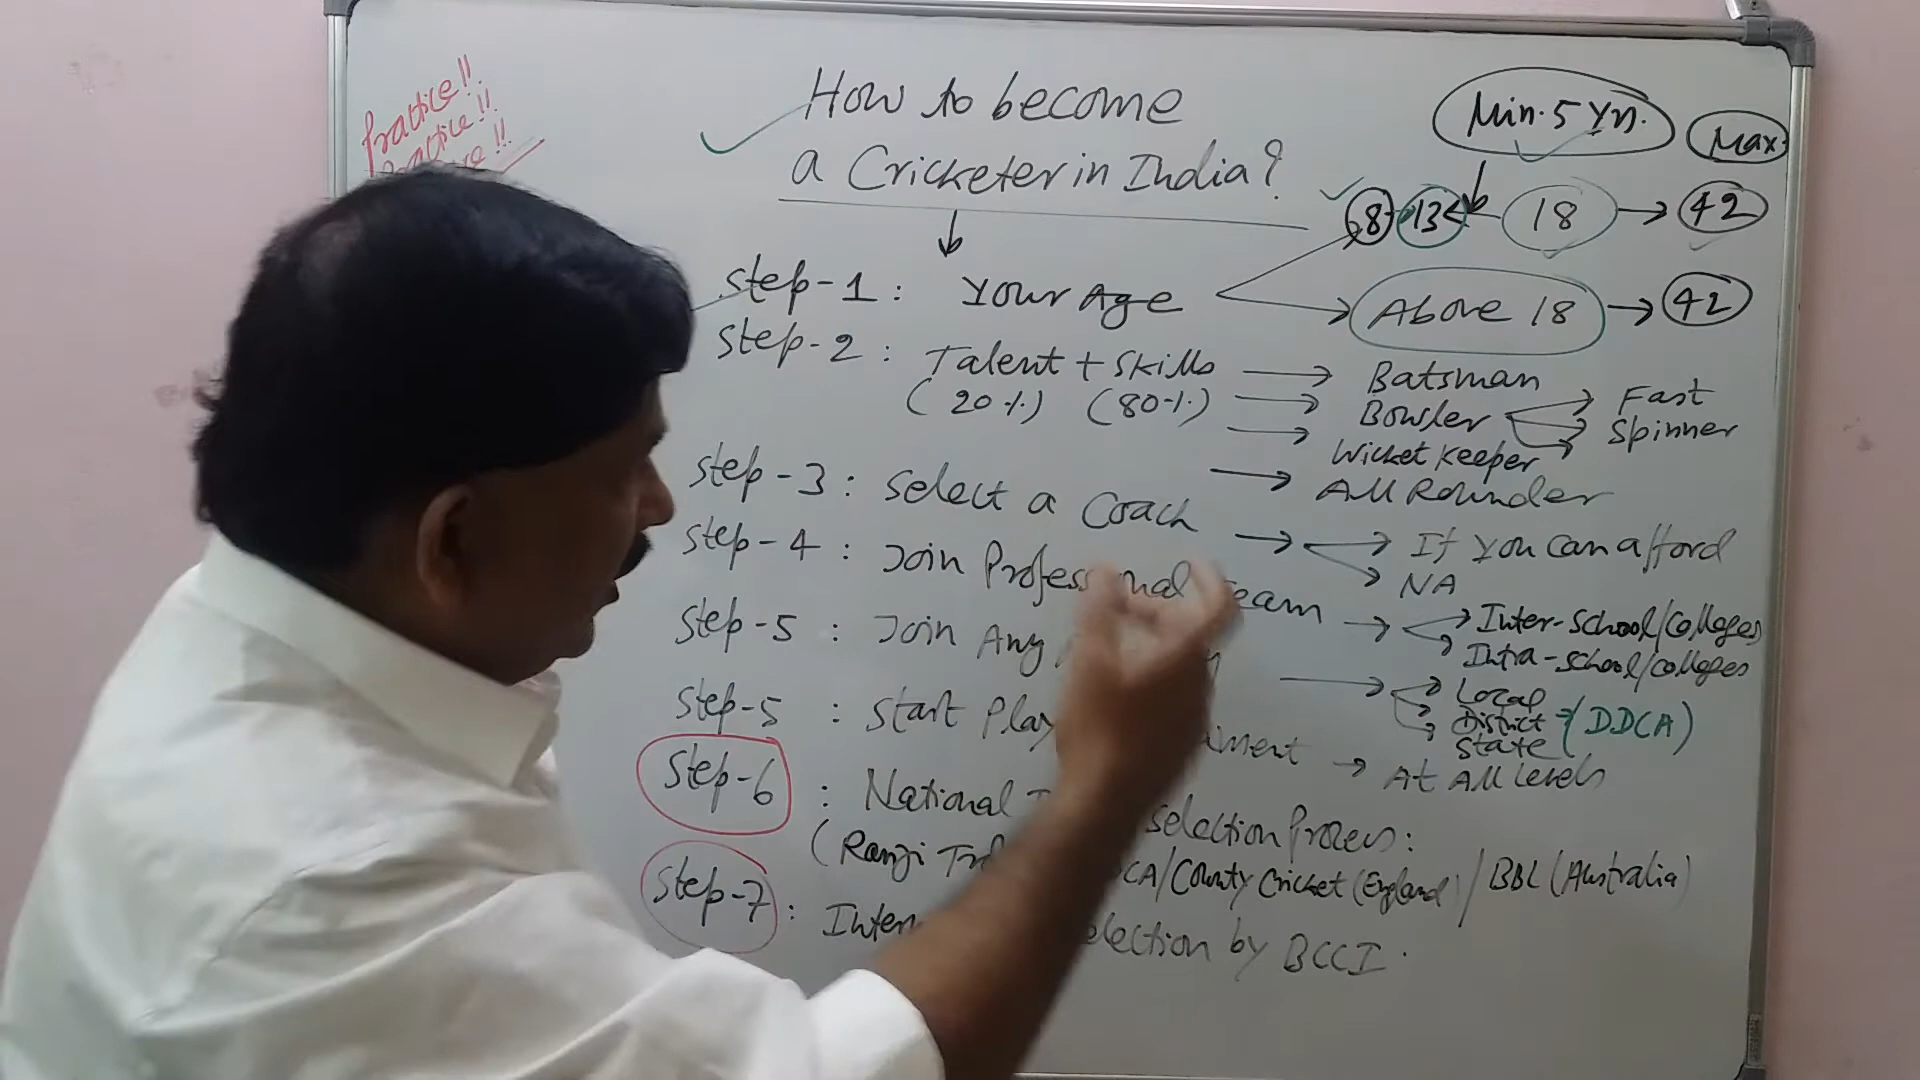 Practice!!
Practice!!
How to become
a Cricketer in India?
Min. 5 Yrs.
Max.
8 13 18 42
Step-1: Your Age
Above 18 42
Step-2: Talent + Skills
(20%) (80%)
Batsman
Bowler
Fast
Spinner
Wicket Keeper
All Rounder
Step-3: Select a Coach
If You Can afford
NA
Step-4: Join Professional
Inter-School/Colleges
Intra-School/Colleges
Step-5: Join Any
Local
District
State
(DDCA)
Step-5: Start
At All Levels
Step-6: National Selection Process:
(Ranji /County Cricket (England) / BBL (Australia)
Step-7: by BCCI.